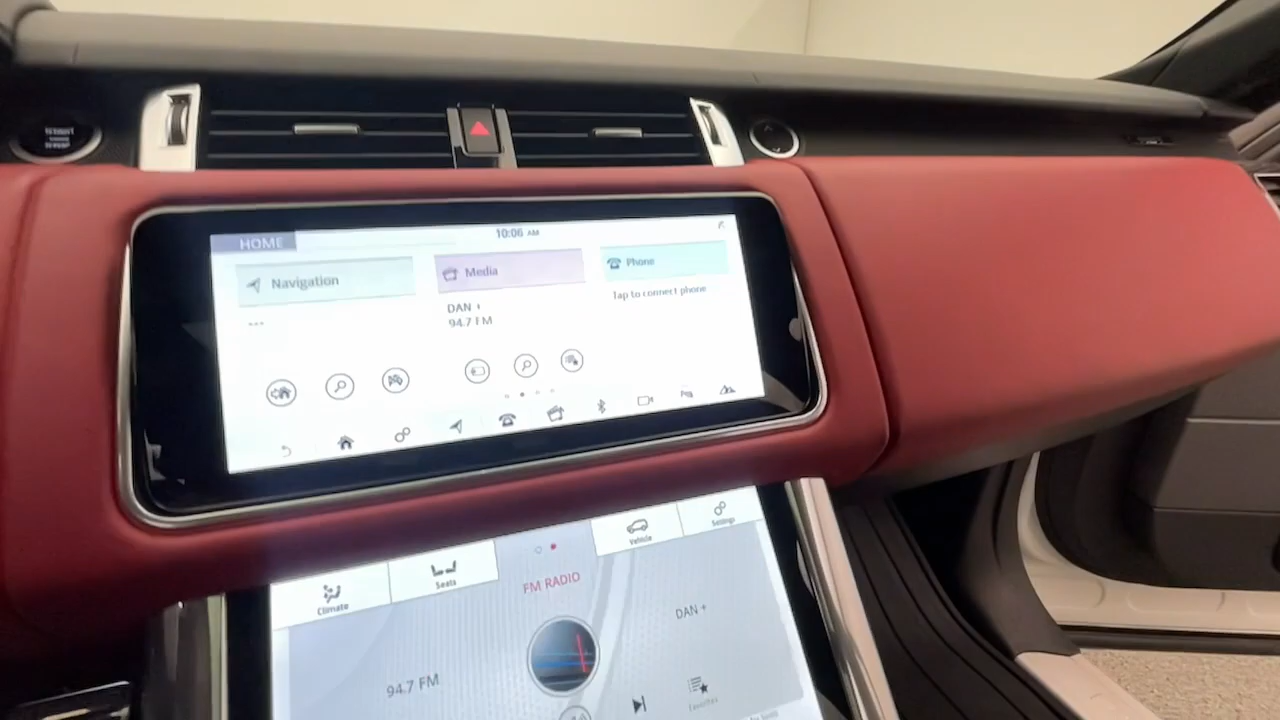 HOME
10:06 AM
Navigation
Media
Phone
DAN +
94.7 FM
Tap to connect phone
Climate
Seats
Vehicle
Settings
FM RADIO
94.7 FM
DAN +
Favorites